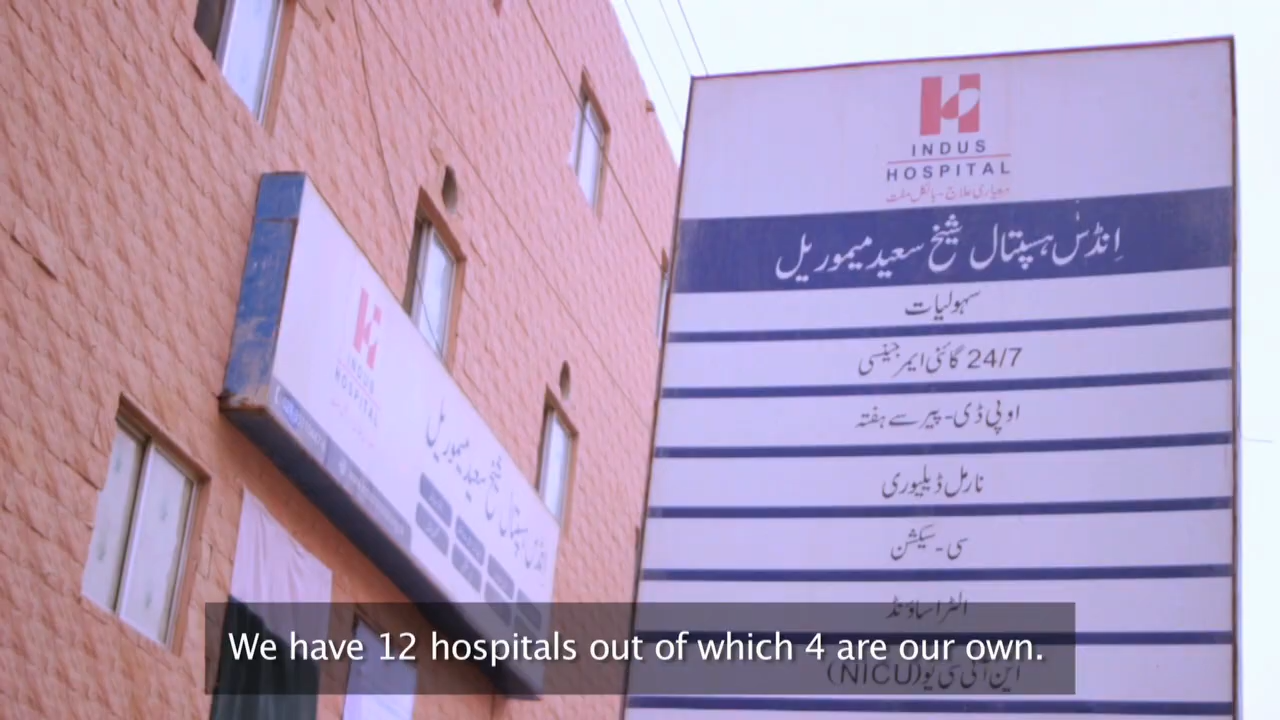 INDUS
HOSPITAL
معیاری علاج - بالکل مفت
اِنڈس ہسپتال شیخ سعید میموریل
سہولیات
24/7 گائنی ایمرجینسی
او پی ڈی - پیر سے ہفتہ
نارمل ڈیلیوری
سی - سیکشن
الٹراساؤنڈ
این آئی سی یو (NICU)
INDUS
HOSPITAL
انڈس ہسپتال شیخ سعید میموریل
We have 12 hospitals out of which 4 are our own.